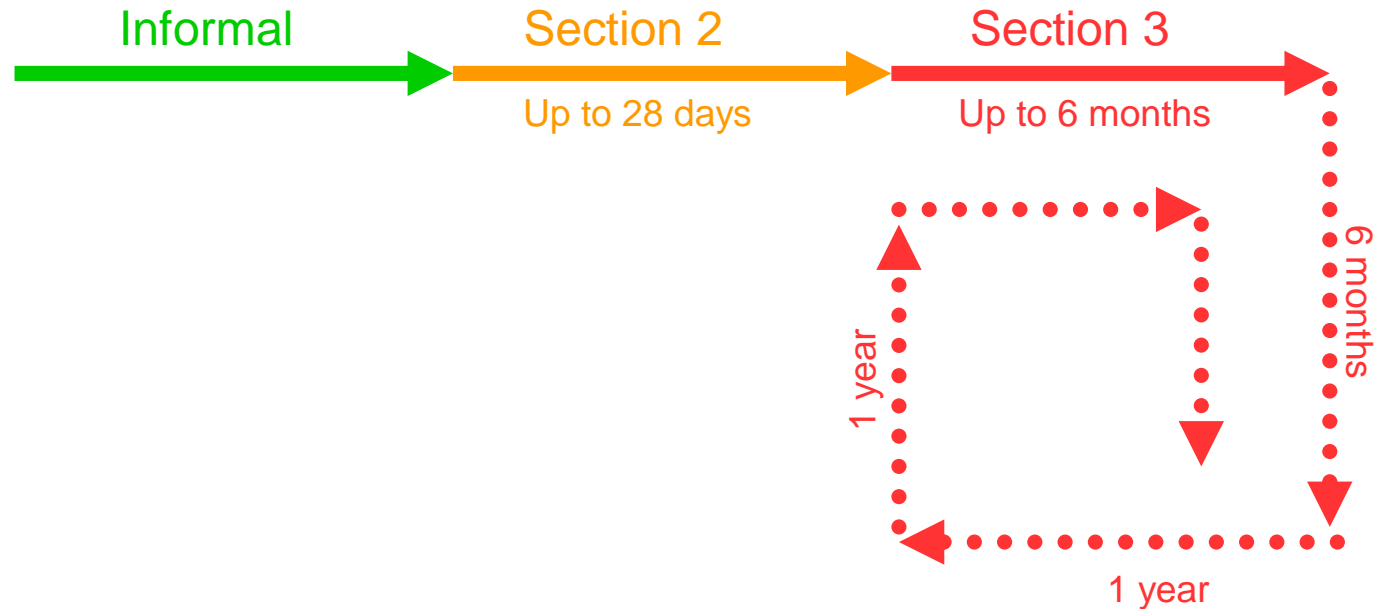 Informal
Section 2
Section 3
Up to 28 days
Up to 6 months
6 months
1 year
1 year